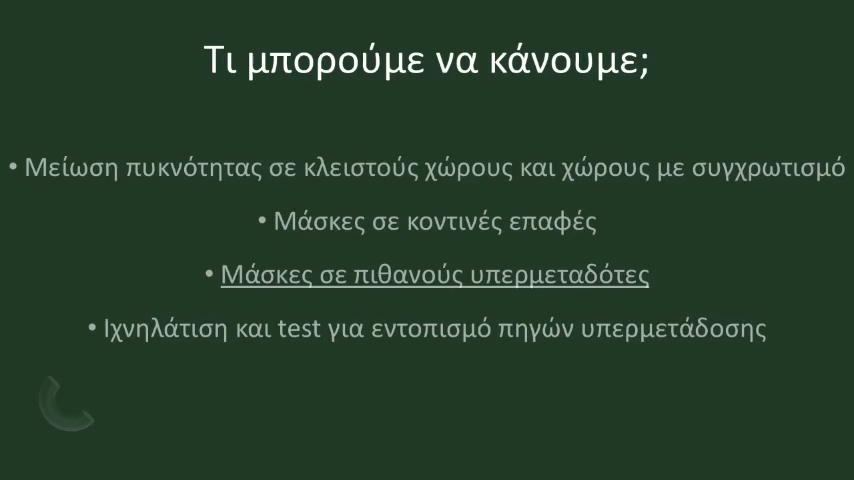 Τι μπορούμε να κάνουμε;
• Μείωση πυκνότητας σε κλειστούς χώρους και χώρους με συγχρωτισμό
• Μάσκες σε κοντινές επαφές
• Μάσκες σε πιθανούς υπερμεταδότες
• Ιχνηλάτιση και test για εντοπισμό πηγών υπερμετάδοσης